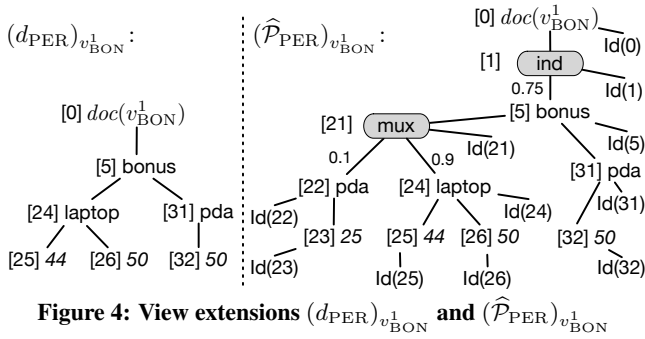 (d_PER)_{v^1_BON}:
[0] doc(v^1_BON)
[5] bonus
[24] laptop [31] pda
[25] 44 [26] 50 [32] 50
(P̂_PER)_{v^1_BON}:
[0] doc(v^1_BON)
Id(0)
[1] ind
Id(1)
0.75
[5] bonus
[21] mux
Id(21) Id(5)
0.1 0.9
[31] pda
[22] pda [24] laptop
Id(31)
Id(22) Id(24)
[23] 25 [25] 44 [26] 50 [32] 50
Id(23) Id(25) Id(26) Id(32)
Figure 4: View extensions (d_PER)_{v^1_BON} and (P̂_PER)_{v^1_BON}